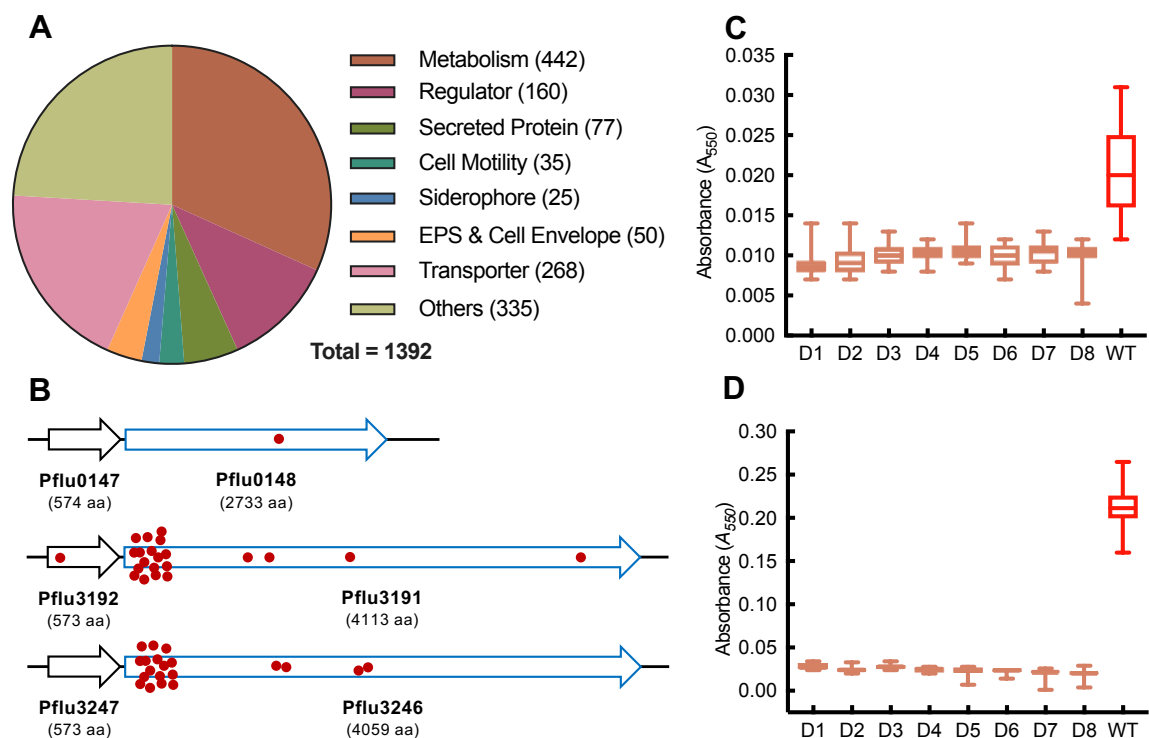 A
Metabolism (442)
Regulator (160)
Secreted Protein (77)
Cell Motility (35)
Siderophore (25)
EPS & Cell Envelope (50)
Transporter (268)
Others (335)
Total = 1392
B
Pflu0147
(574 aa)
Pflu0148
(2733 aa)
Pflu3192
(573 aa)
Pflu3191
(4113 aa)
Pflu3247
(573 aa)
Pflu3246
(4059 aa)
C
Absorbance (A550)
0.035
0.030
0.025
0.020
0.015
0.010
0.005
0.000
D1 D2 D3 D4 D5 D6 D7 D8 WT
D
Absorbance (A550)
0.30
0.50
0.20
0.15
0.10
0.05
0.00
D1 D2 D3 D4 D5 D6 D7 D8 WT